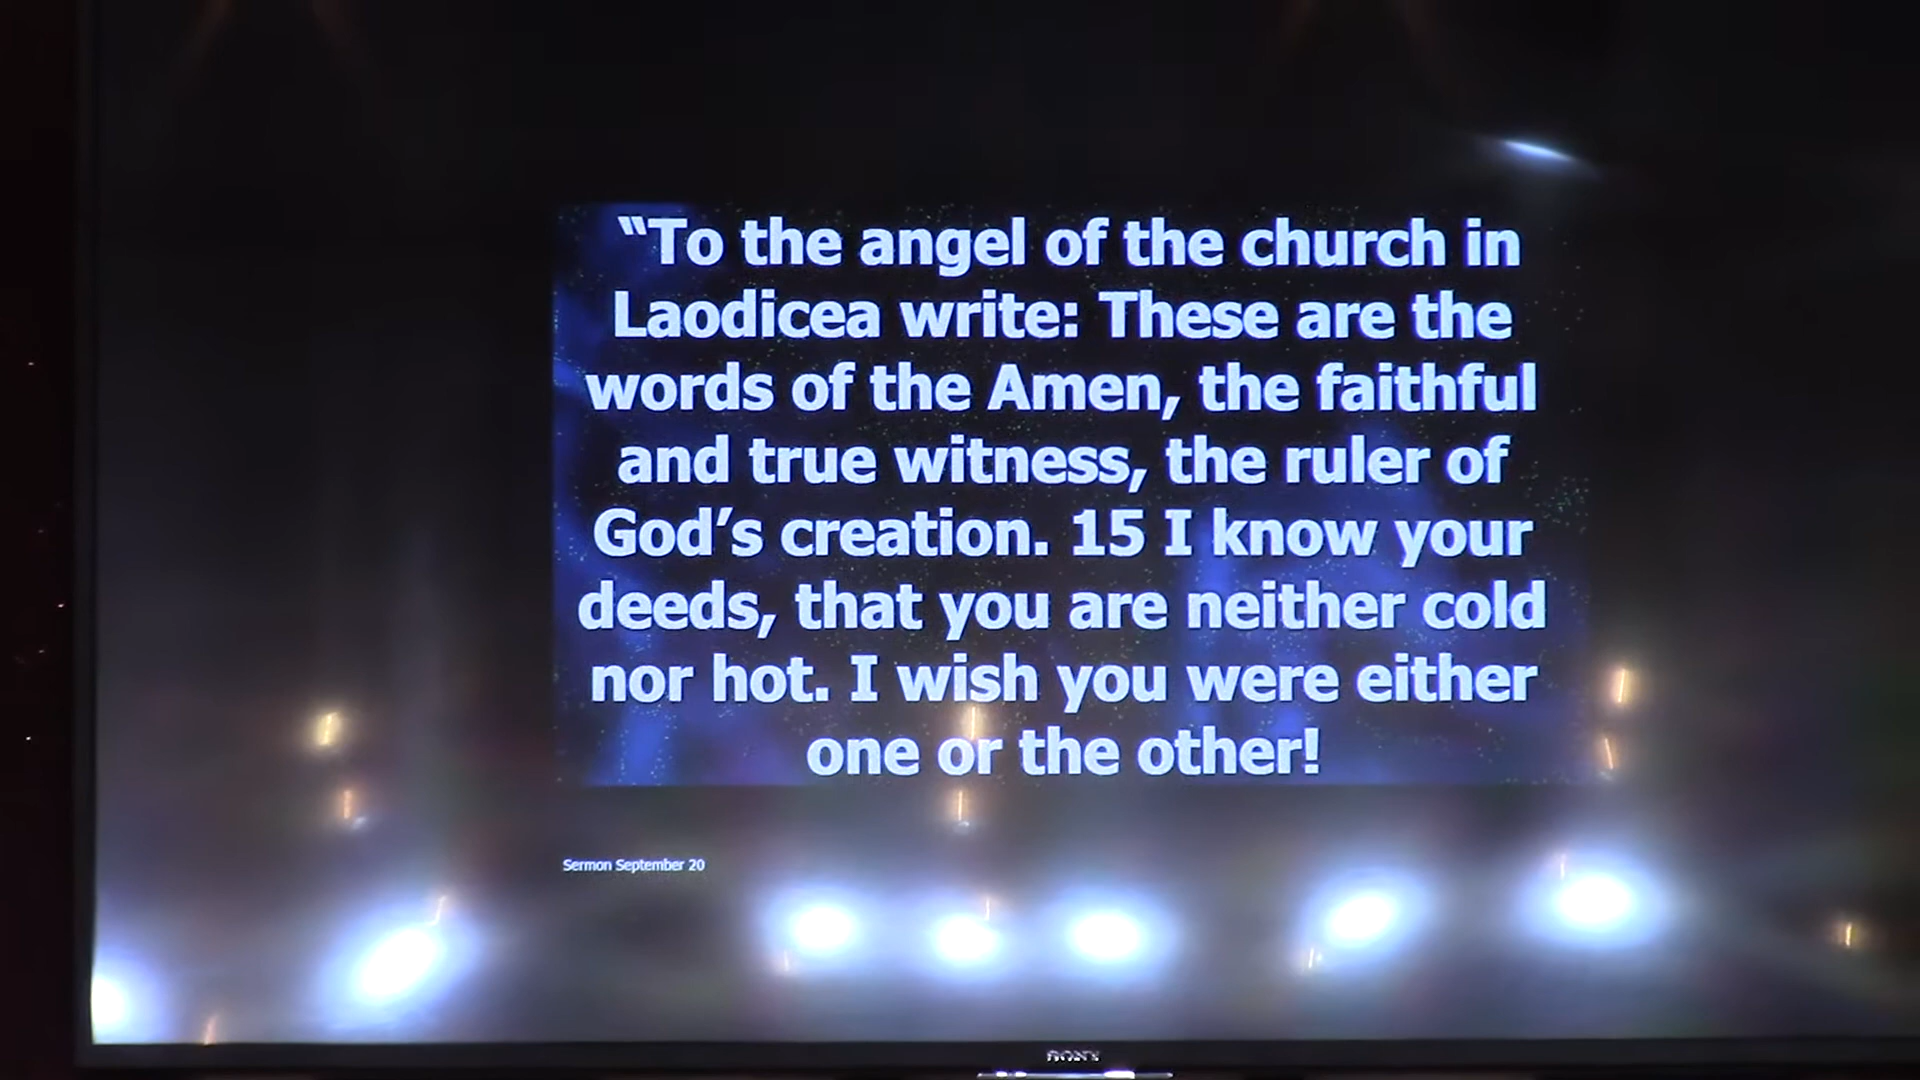 “To the angel of the church in
Laodicea write: These are the
words of the Amen, the faithful
and true witness, the ruler of
God’s creation. 15 I know your
deeds, that you are neither cold
nor hot. I wish you were either
one or the other!
Sermon September 20
SONY